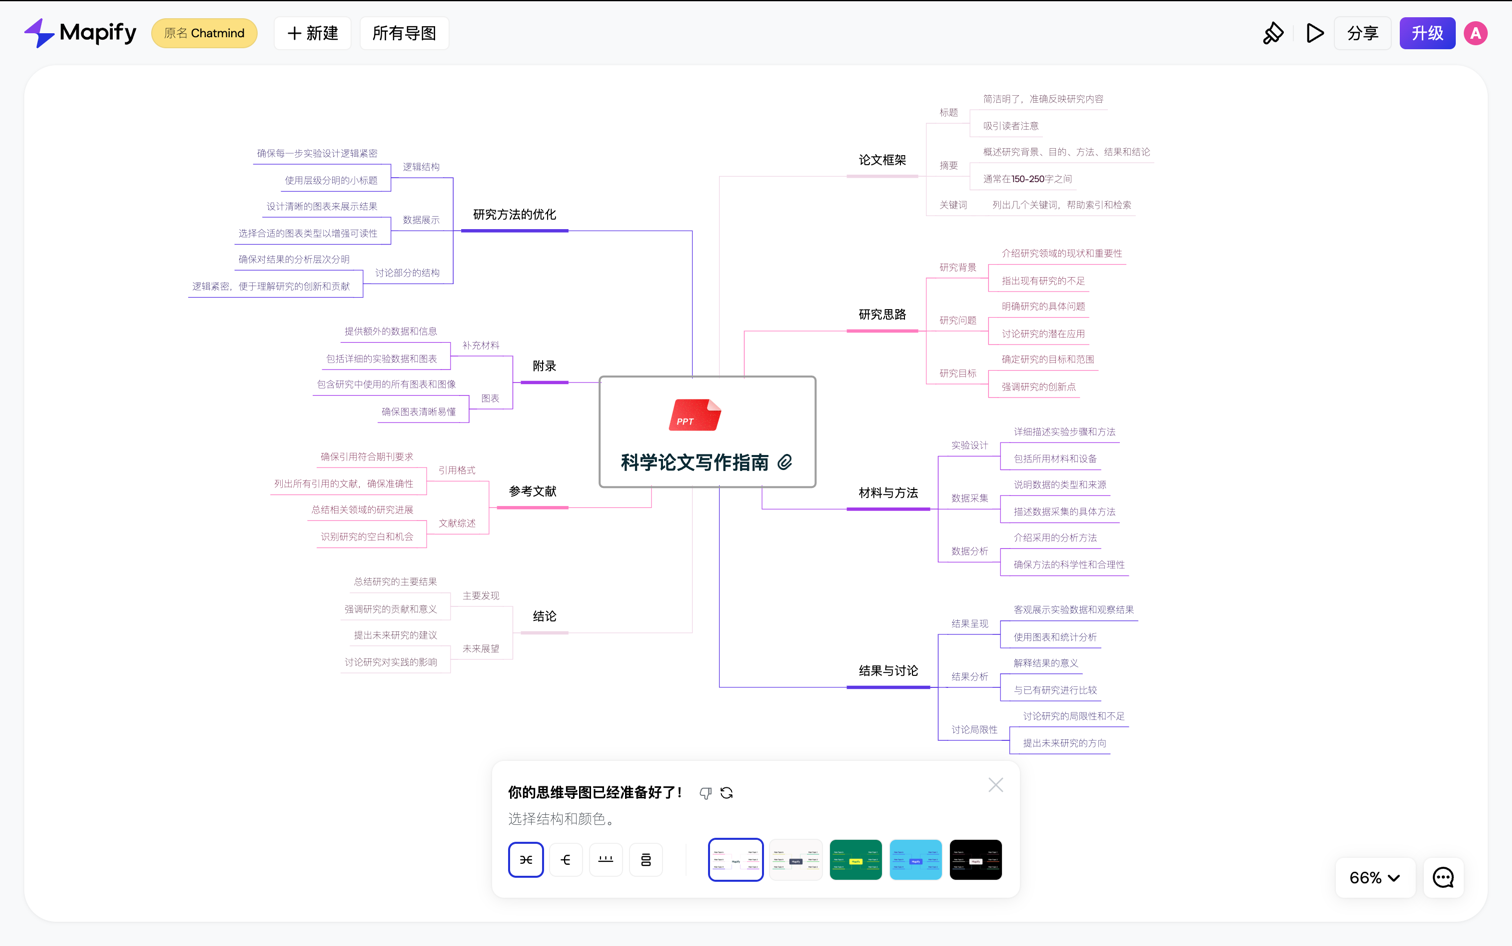 Mapify
原名 Chatmind
新建
所有导图
分享
升级
A
确保每一步实验设计逻辑紧密
使用层级分明的小标题
逻辑结构
设计清晰的图表来展示结果
选择合适的图表类型以增强可读性
数据展示
确保对结果的分析层次分明
逻辑紧密，便于理解研究的创新和贡献
讨论部分的结构
研究方法的优化
提供额外的数据和信息
包括详细的实验数据和图表
补充材料
包含研究中使用的所有图表和图像
确保图表清晰易懂
图表
附录
确保引用符合期刊要求
列出所有引用的文献，确保准确性
引用格式
总结相关领域的研究进展
识别研究的空白和机会
文献综述
参考文献
总结研究的主要结果
强调研究的贡献和意义
主要发现
提出未来研究的建议
讨论研究对实践的影响
未来展望
结论
PPT
科学论文写作指南
论文框架
标题
简洁明了，准确反映研究内容
吸引读者注意
摘要
概述研究背景、目的、方法、结果和结论
通常在150-250字之间
关键词
列出几个关键词，帮助索引和检索
研究思路
研究背景
介绍研究领域的现状和重要性
指出现有研究的不足
研究问题
明确研究的具体问题
讨论研究的潜在应用
研究目标
确定研究的目标和范围
强调研究的创新点
材料与方法
实验设计
详细描述实验步骤和方法
包括所用材料和设备
数据采集
说明数据的类型和来源
描述数据采集的具体方法
数据分析
介绍采用的分析方法
确保方法的科学性和合理性
结果与讨论
结果呈现
客观展示实验数据和观察结果
使用图表和统计分析
结果分析
解释结果的意义
与已有研究进行比较
讨论局限性
讨论研究的局限性和不足
提出未来研究的方向
你的思维导图已经准备好了！
选择结构和颜色。
66%